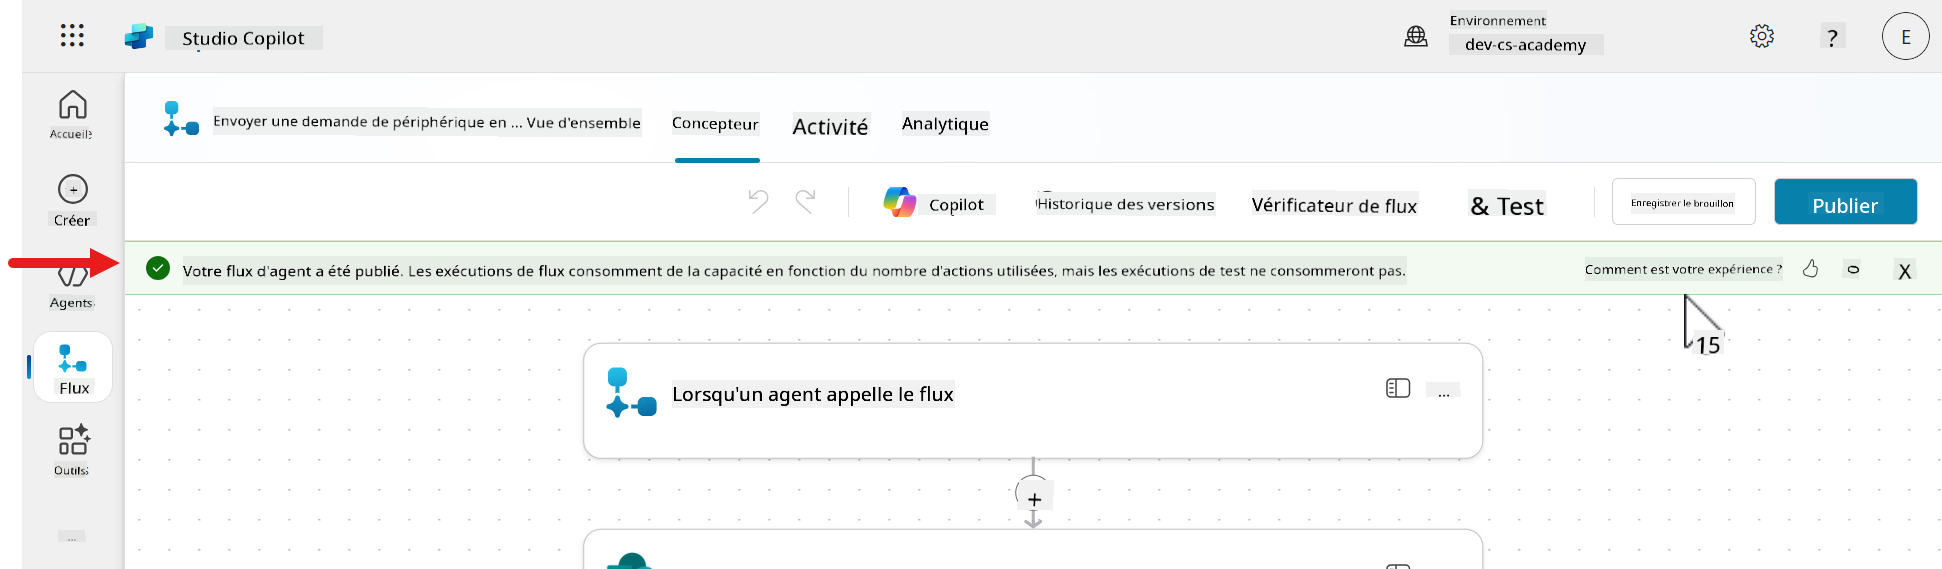 Studio Copilot
Environnement
dev-cs-academy
?
E
Accueil
Envoyer une demande de périphérique en ... Vue d'ensemble
Concepteur
Activité
Analytique
Créer
Copilot
Historique des versions
Vérificateur de flux
& Test
Enregistrer le brouillon
Publier
Votre flux d'agent a été publié. Les exécutions de flux consomment de la capacité en fonction du nombre d'actions utilisées, mais les exécutions de test ne consommeront pas.
Comment est votre expérience ?
X
Agents
15
Flux
Lorsqu'un agent appelle le flux
...
Outils
+
...